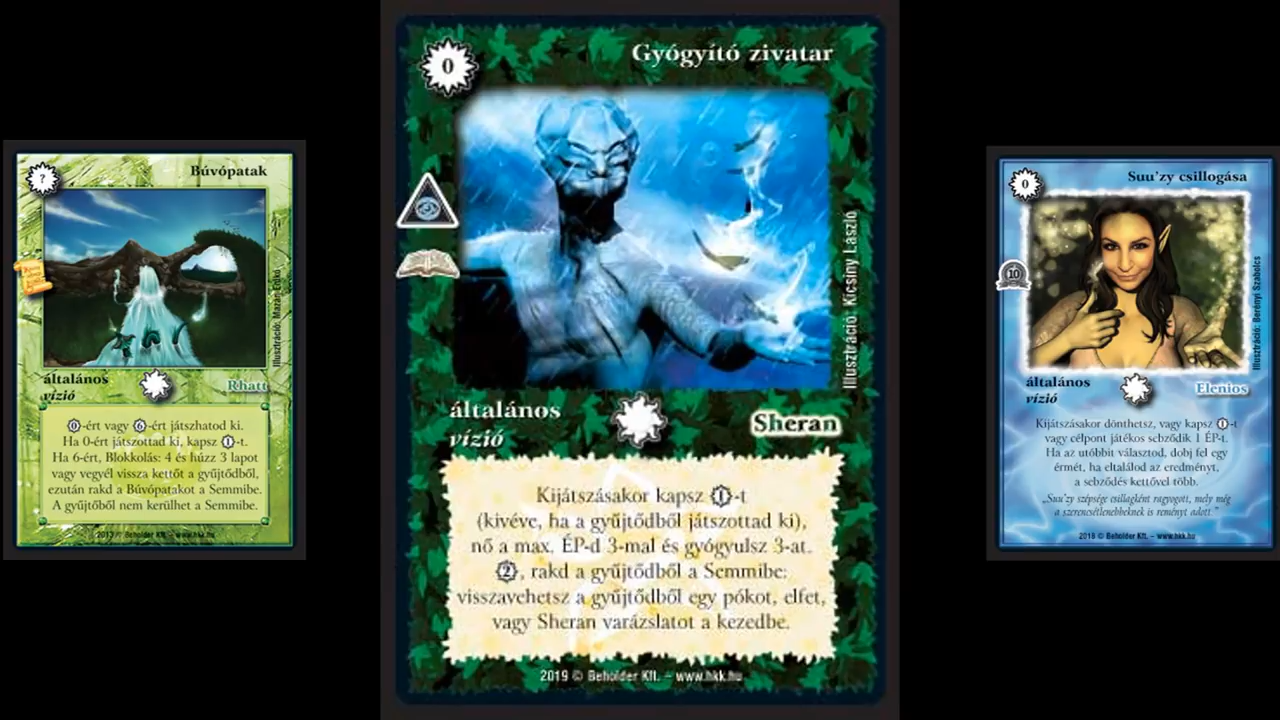 ?
Búvópatak
Illusztráció: Mazán Enikő
általános
vízió
Rhatt
0-ért vagy 6-ért játszhatod ki.
Ha 0-ért játszottad ki, kapsz 1-t.
Ha 6-ért, Blokkolás: 4 és húzz 3 lapot
vagy vegyél vissza kettőt a gyűjtődből,
ezután rakd a Búvópatakot a Semmibe.
A gyűjtőből nem kerülhet a Semmibe.
2017 © Beholder Kft. – www.hkk.hu
0
Gyógyító zivatar
Illusztráció: Kicsiny László
általános
vízió
Sheran
Kijátszásakor kapsz 1-t
(kivéve, ha a gyűjtődből játszottad ki),
nő a max. ÉP-d 3-mal és gyógyulsz 3-at.
2, rakd a gyűjtődből a Semmibe:
visszavehetsz a gyűjtődből egy pókot, elfet,
vagy Sheran varázslatot a kezedbe.
2019 © Beholder Kft. – www.hkk.hu
0
Suu'zy csillogása
10
Illusztráció: Berényi Szabolcs
általános
vízió
Elenios
Kijátszásakor dönthetsz, vagy kapsz 1-t
vagy célpont játékos sebződik 1 ÉP-t.
Ha az utóbbit választod, dobj fel egy
érmét, ha eltalálod az eredményt,
a sebződés kettővel több.
„Suu'zy szépsége csillagként ragyogott, mely még
a szerencsétlenebbeknek is reményt adott."
2018 © Beholder Kft. – www.hkk.hu